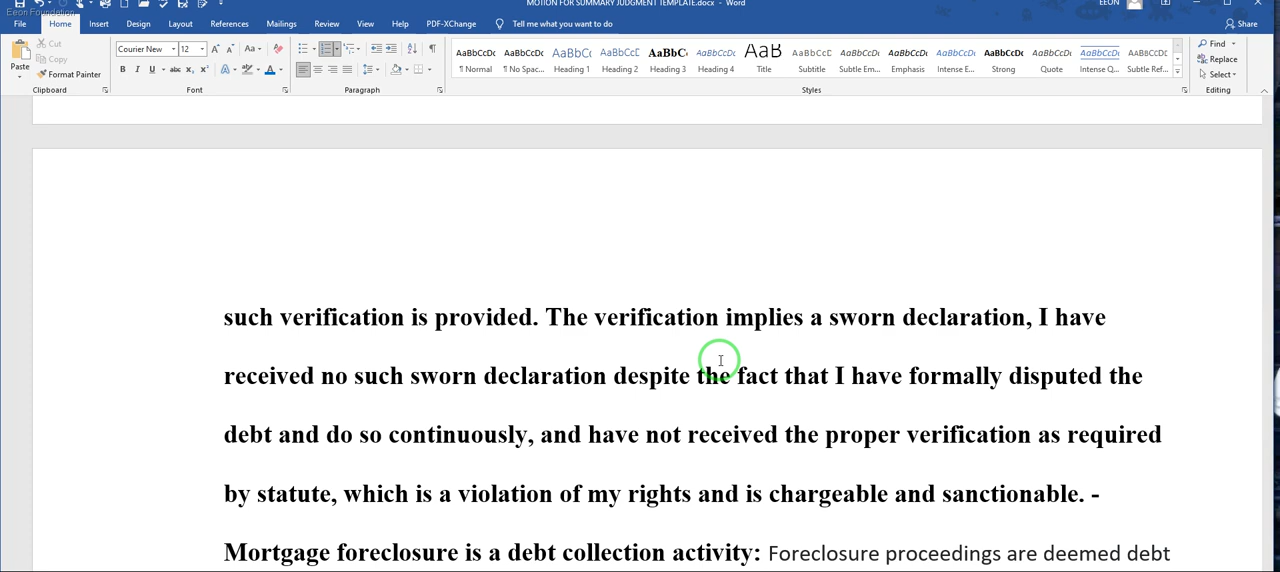 MOTION FOR SUMMARY JUDGMENT TEMPLATE.docx - Word
EEON
Eeon Foundation
File Home Insert Design Layout References Mailings Review View Help PDF-XChange Tell me what you want to do Share
Cut
Copy
Paste Format Painter
Clipboard
Courier New 12
Font
Paragraph
AaBbCcDc AaBbCcDc AaBbCc AaBbCcD AaBbC AaBbCcD AaB AaBbCcC AaBbCcDc AaBbCcDc AaBbCcDc AaBbCcDc AaBbCcDc AaBbCcDc AaBbCcDc
¶ Normal ¶ No Spac... Heading 1 Heading 2 Heading 3 Heading 4 Title Subtitle Subtle Em... Emphasis Intense E... Strong Quote Intense Q... Subtle Ref...
Styles
Find
Replace
Select
Editing
such verification is provided. The verification implies a sworn declaration, I have
received no such sworn declaration despite the fact that I have formally disputed the
debt and do so continuously, and have not received the proper verification as required
by statute, which is a violation of my rights and is chargeable and sanctionable. -
Mortgage foreclosure is a debt collection activity: Foreclosure proceedings are deemed debt